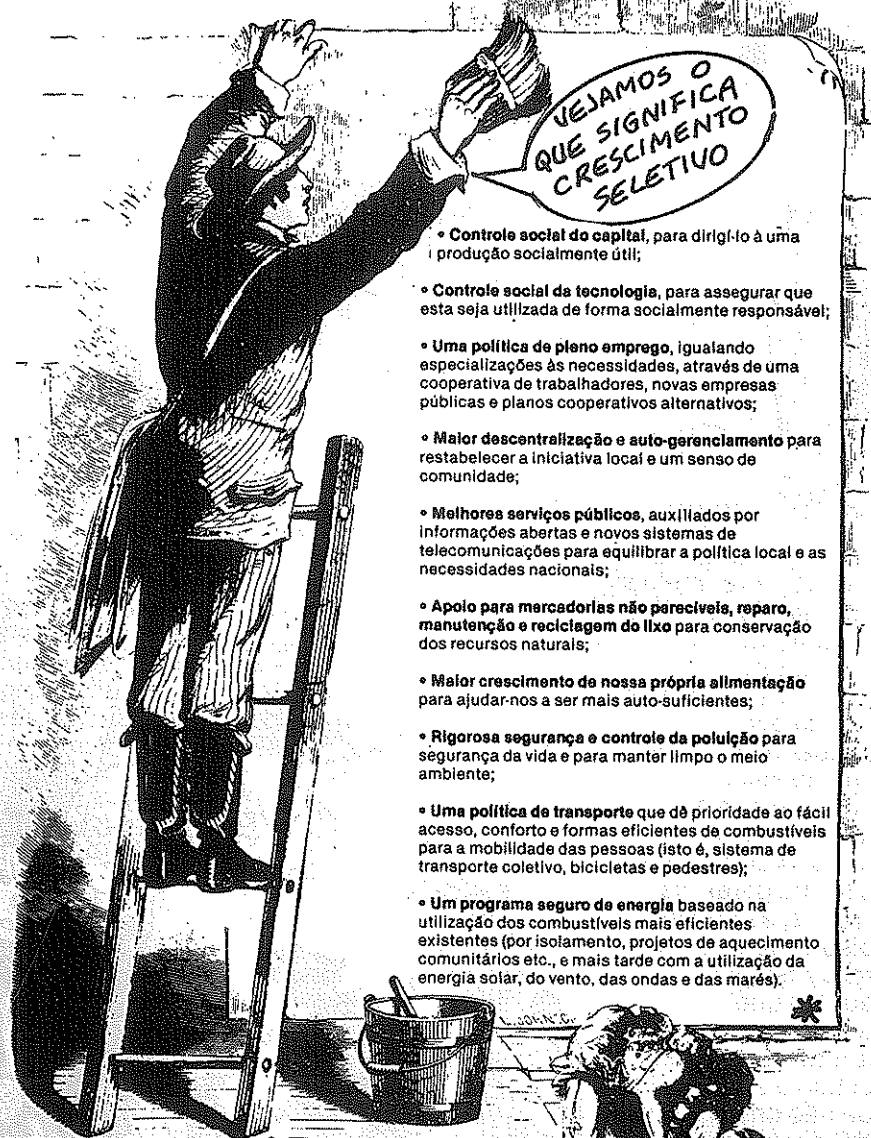 VEJAMOS O
QUE SIGNIFICA
CRESCIMENTO
SELETIVO
• Controle social do capital, para dirigí-lo à uma
produção socialmente útil;
• Controle social da tecnologia, para assegurar que
esta seja utilizada de forma socialmente responsável;
• Uma política de pleno emprego, igualando
especializações às necessidades, através de uma
cooperativa de trabalhadores, novas empresas
públicas e planos cooperativos alternativos;
• Maior descentralização e auto-gerenciamento para
restabelecer a iniciativa local e um senso de
comunidade;
• Melhores serviços públicos, auxiliados por
informações abertas e novos sistemas de
telecomunicações para equilibrar a política local e as
necessidades nacionais;
• Apoio para mercadorias não perecíveis, reparo,
manutenção e reciclagem do lixo para conservação
dos recursos naturais;
• Maior crescimento de nossa própria alimentação
para ajudar-nos a ser mais auto-suficientes;
• Rigorosa segurança e controle da poluição para
segurança da vida e para manter limpo o meio
ambiente;
• Uma política de transporte que dê prioridade ao fácil
acesso, conforto e formas eficientes de combustíveis
para a mobilidade das pessoas (isto é, sistema de
transporte coletivo, bicicletas e pedestres);
• Um programa seguro de energia baseado na
utilização dos combustíveis mais eficientes
existentes (por isolamento, projetos de aquecimento
comunitários etc., e mais tarde com a utilização da
energia solar, do vento, das ondas e das marés).